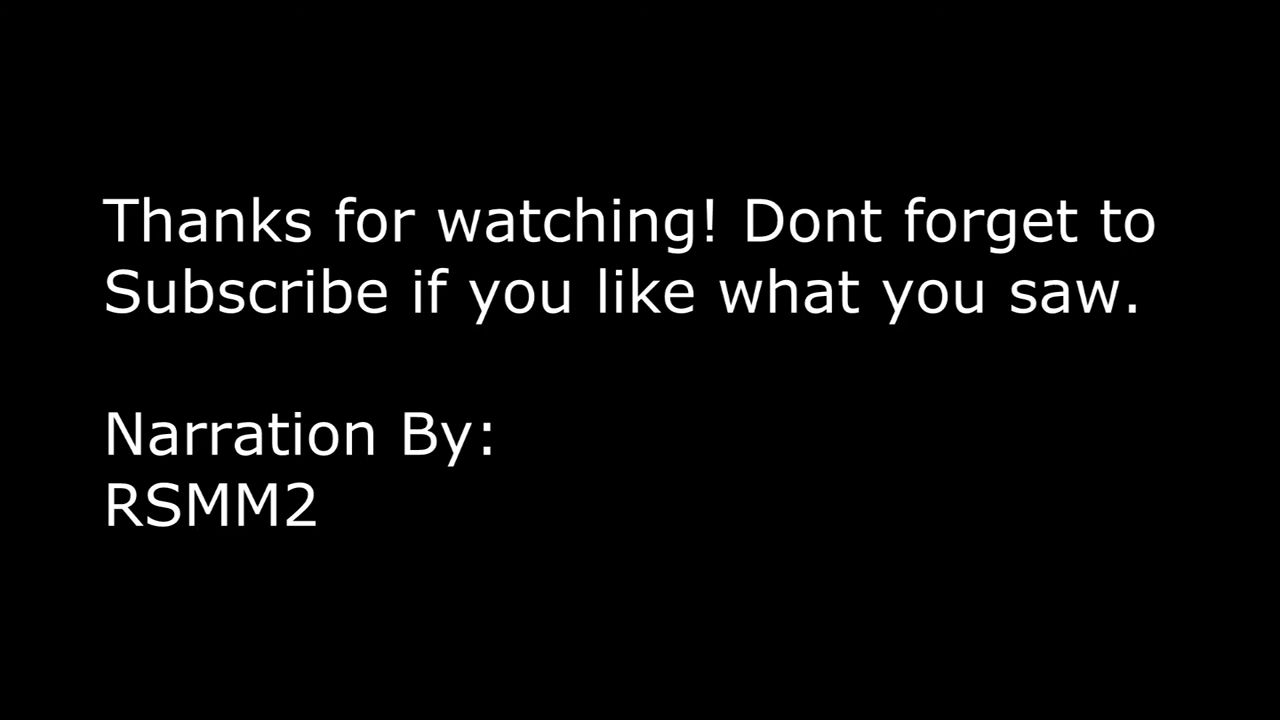 Thanks for watching! Dont forget to
Subscribe if you like what you saw.
Narration By:
RSMM2